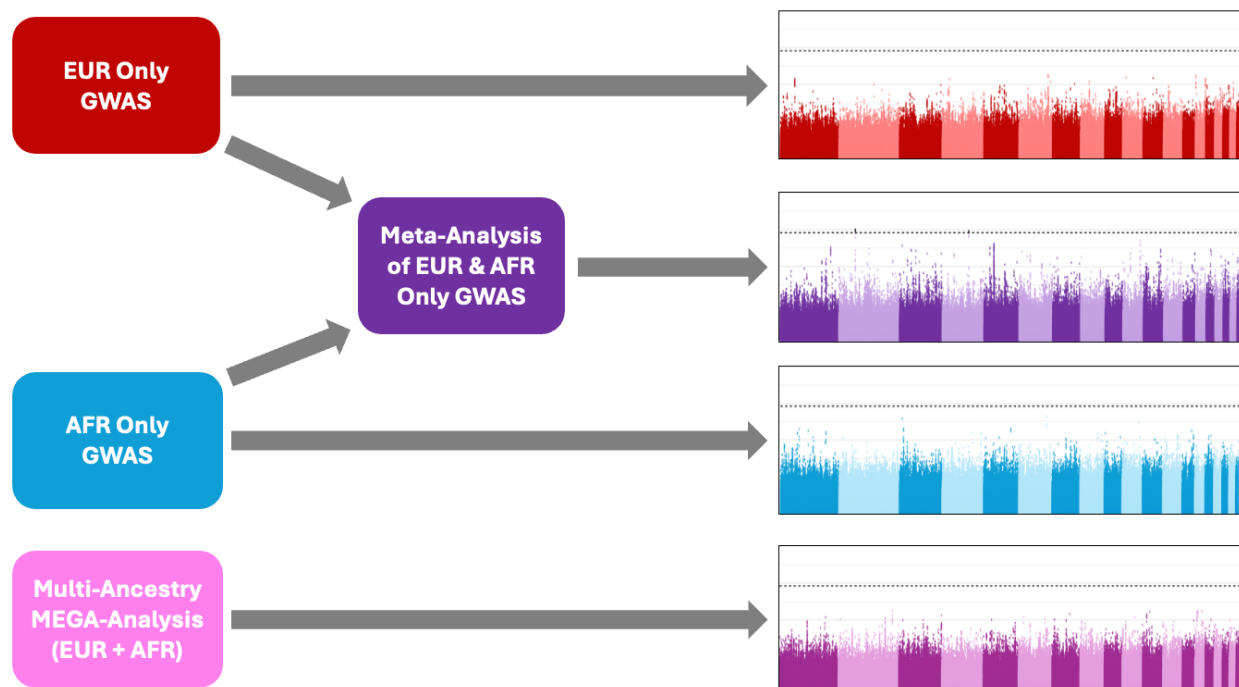 EUR Only
GWAS
Meta-Analysis
of EUR & AFR
Only GWAS
AFR Only
GWAS
Multi-Ancestry
MEGA-Analysis
(EUR + AFR)